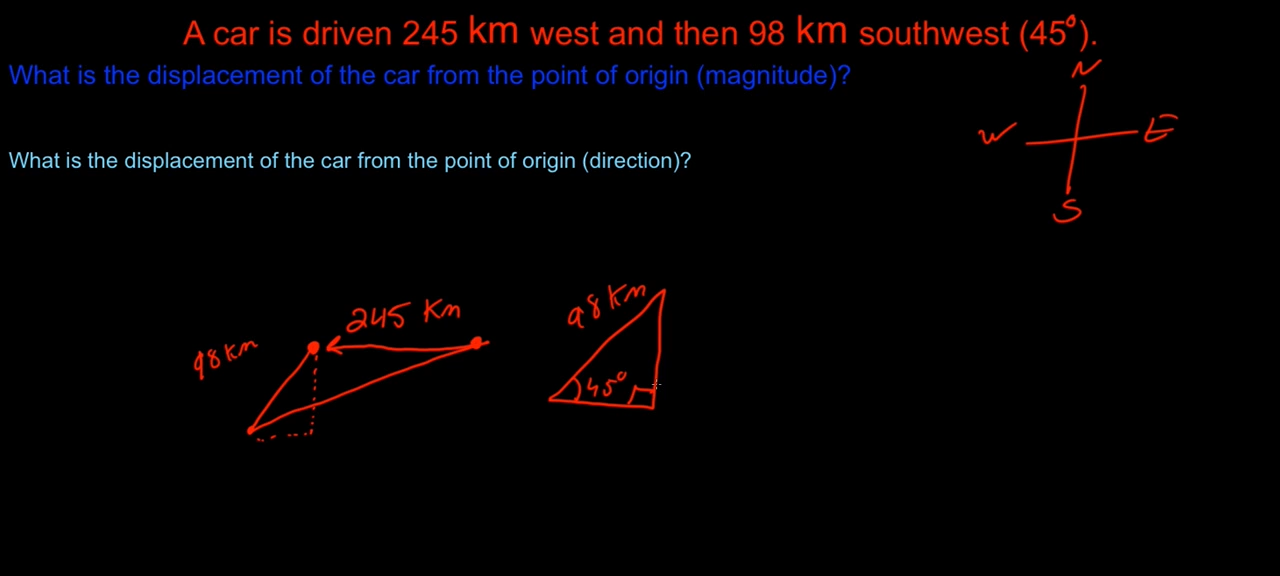 A car is driven 245 km west and then 98 km southwest (45°).
What is the displacement of the car from the point of origin (magnitude)?
N
W E
S
What is the displacement of the car from the point of origin (direction)?
98 km
245 Km
98 Km
45°